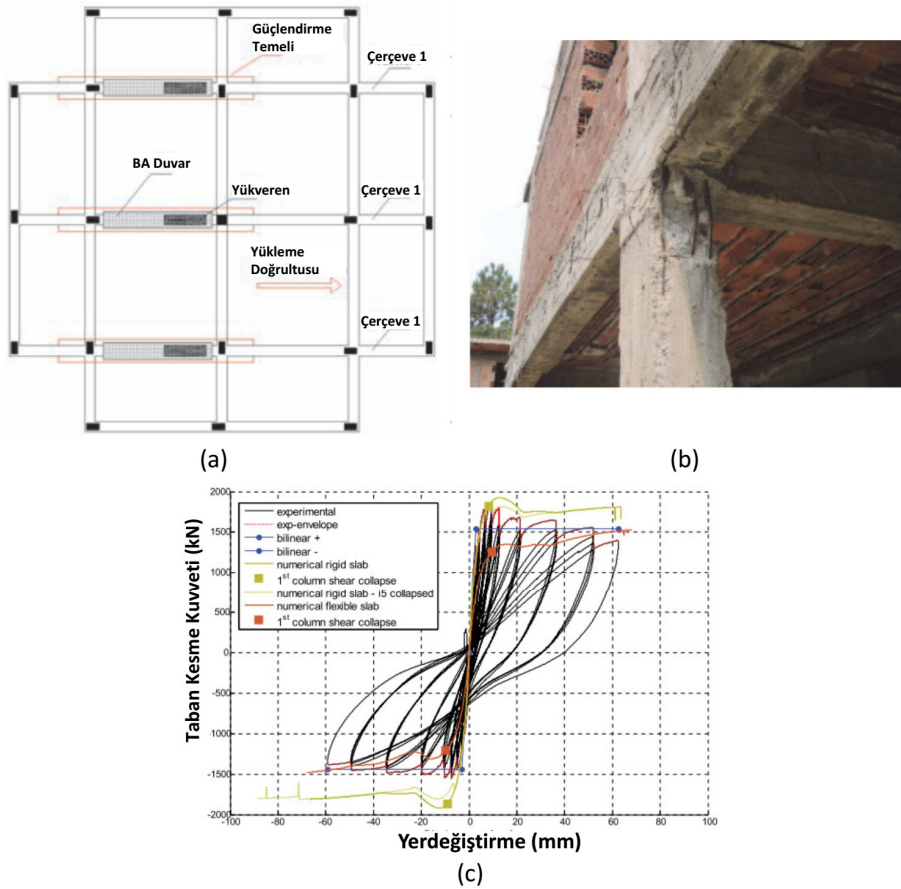 Güçlendirme
Temeli
Çerçeve 1
BA Duvar
Yükveren
Çerçeve 1
Yükleme
Doğrultusu
Çerçeve 1
(a)
(b)
Taban Kesme Kuvveti (kN)
2000
1500
1000
500
0
-500
-1000
-1500
-2000
experimental
exp-envelope
bilinear +
bilinear -
numerical rigid slab
1st column shear collapse
numerical rigid slab - i5 collapsed
numerical flexible slab
1st column shear collapse
-100 -80 -60 -40 -20 0 20 40 60 80 100
Yerdeğiştirme (mm)
(c)